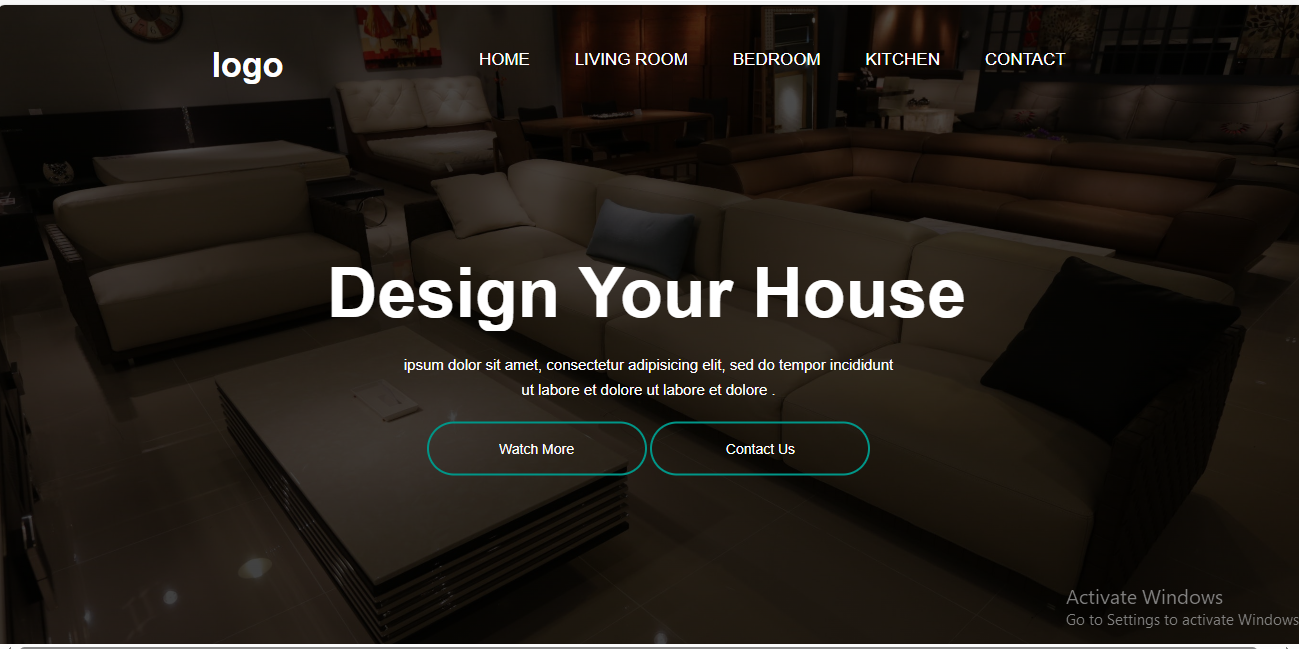 logo
HOME LIVING ROOM BEDROOM KITCHEN CONTACT
Design Your House
ipsum dolor sit amet, consectetur adipisicing elit, sed do tempor incididunt
ut labore et dolore ut labore et dolore .
Watch More Contact Us
Activate Windows
Go to Settings to activate Windows